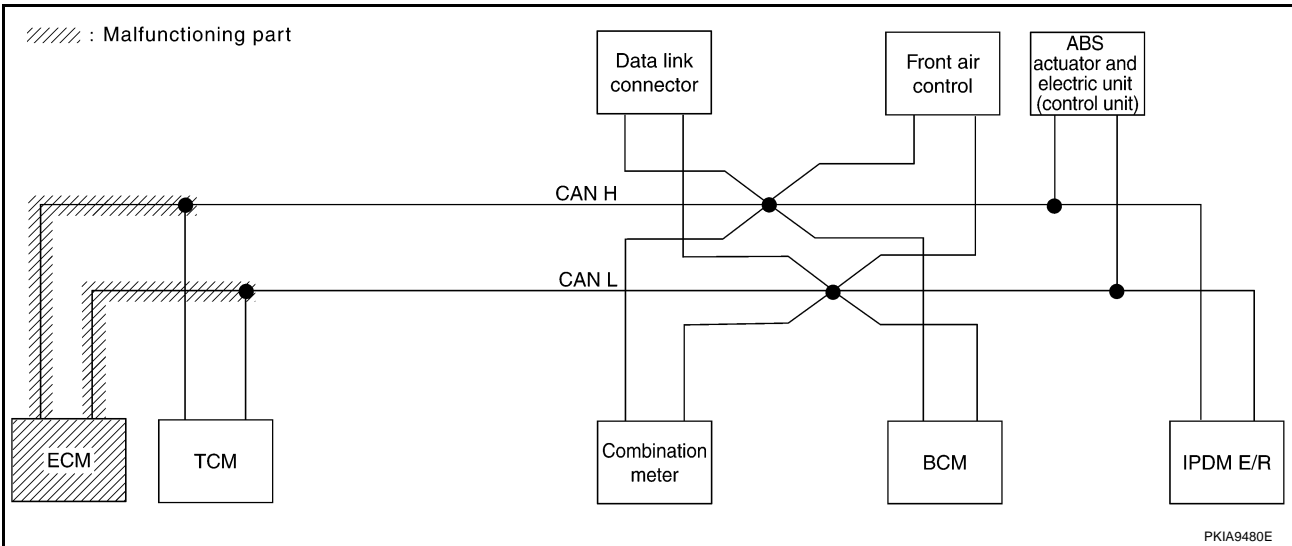 : Malfunctioning part
Data link
connector
Front air
control
ABS
actuator and
electric unit
(control unit)
CAN H
CAN L
ECM
TCM
Combination
meter
BCM
IPDM E/R
PKIA9480E